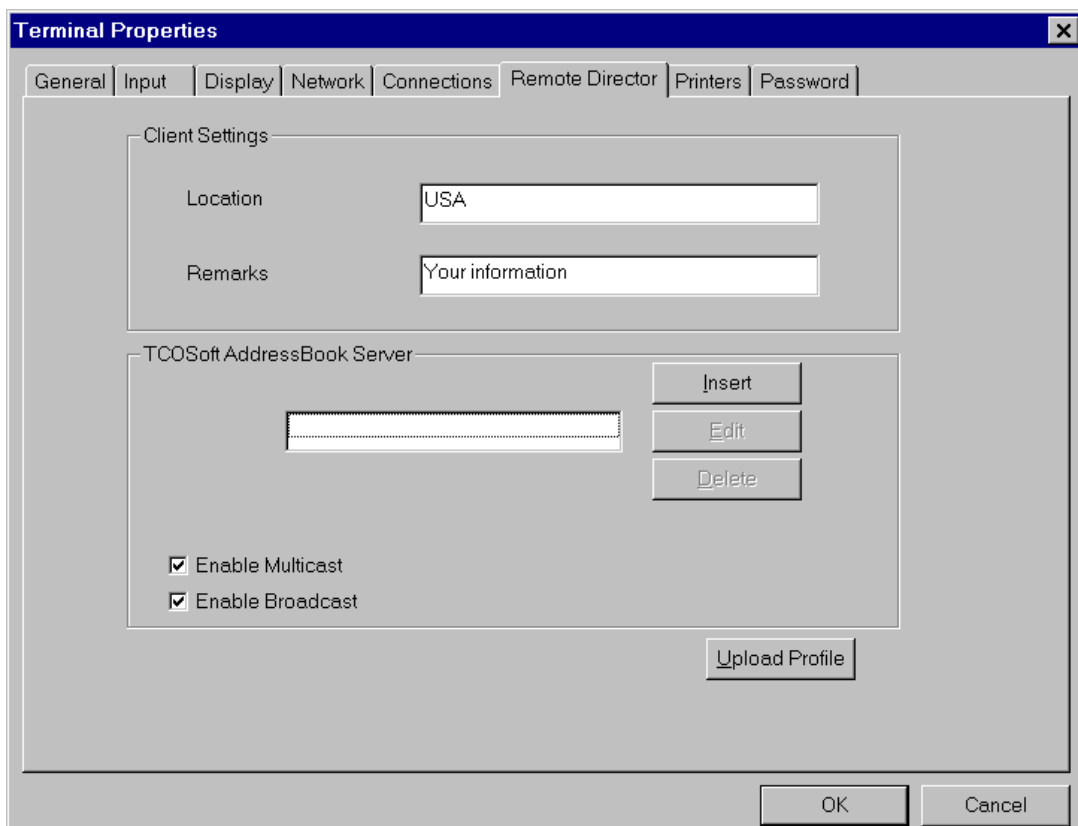 Terminal Properties
General Input Display Network Connections Remote Director Printers Password
Client Settings
Location USA
Remarks Your information
TCOSoft AddressBook Server
Insert
Edit
Delete
Enable Multicast
Enable Broadcast
Upload Profile
OK Cancel